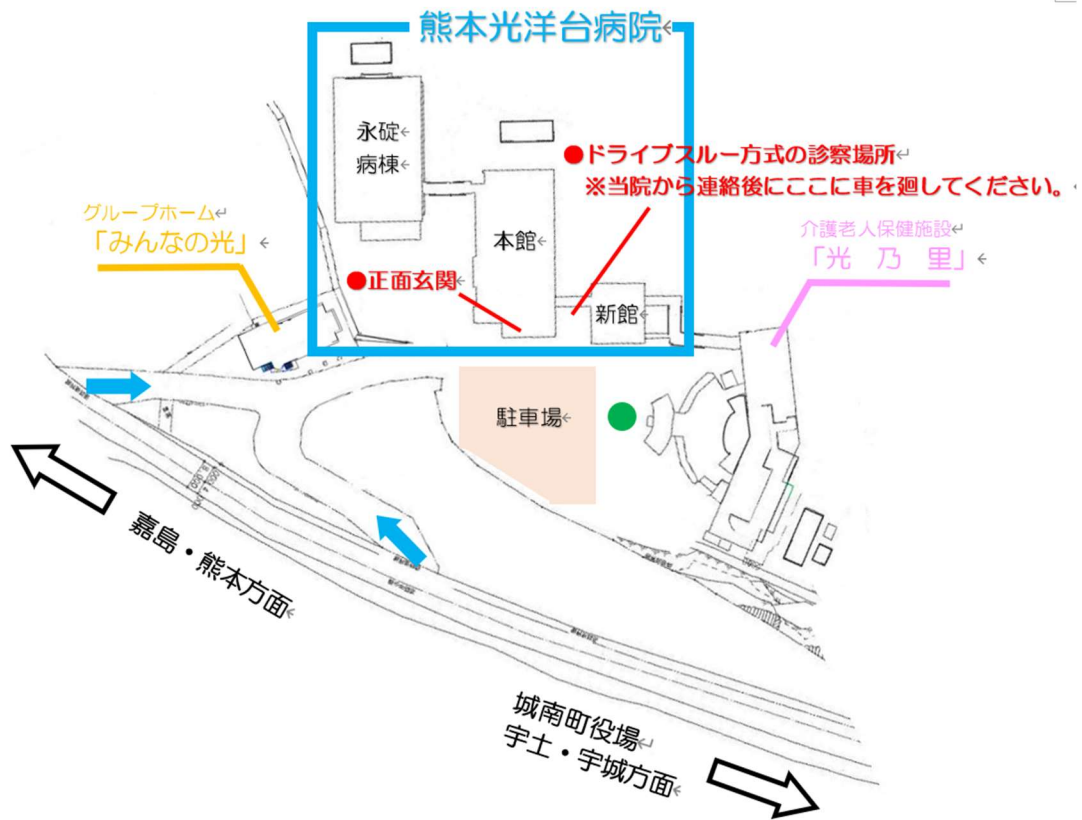 熊本光洋台病院
永碇
病棟
●ドライブスルー方式の診察場所
※当院から連絡後にここに車を廻してください。
グループホーム
「みんなの光」
本館
介護老人保健施設
「光 乃 里」
●正面玄関
新館
駐車場
嘉島・熊本方面
城南町役場
宇土・宇城方面